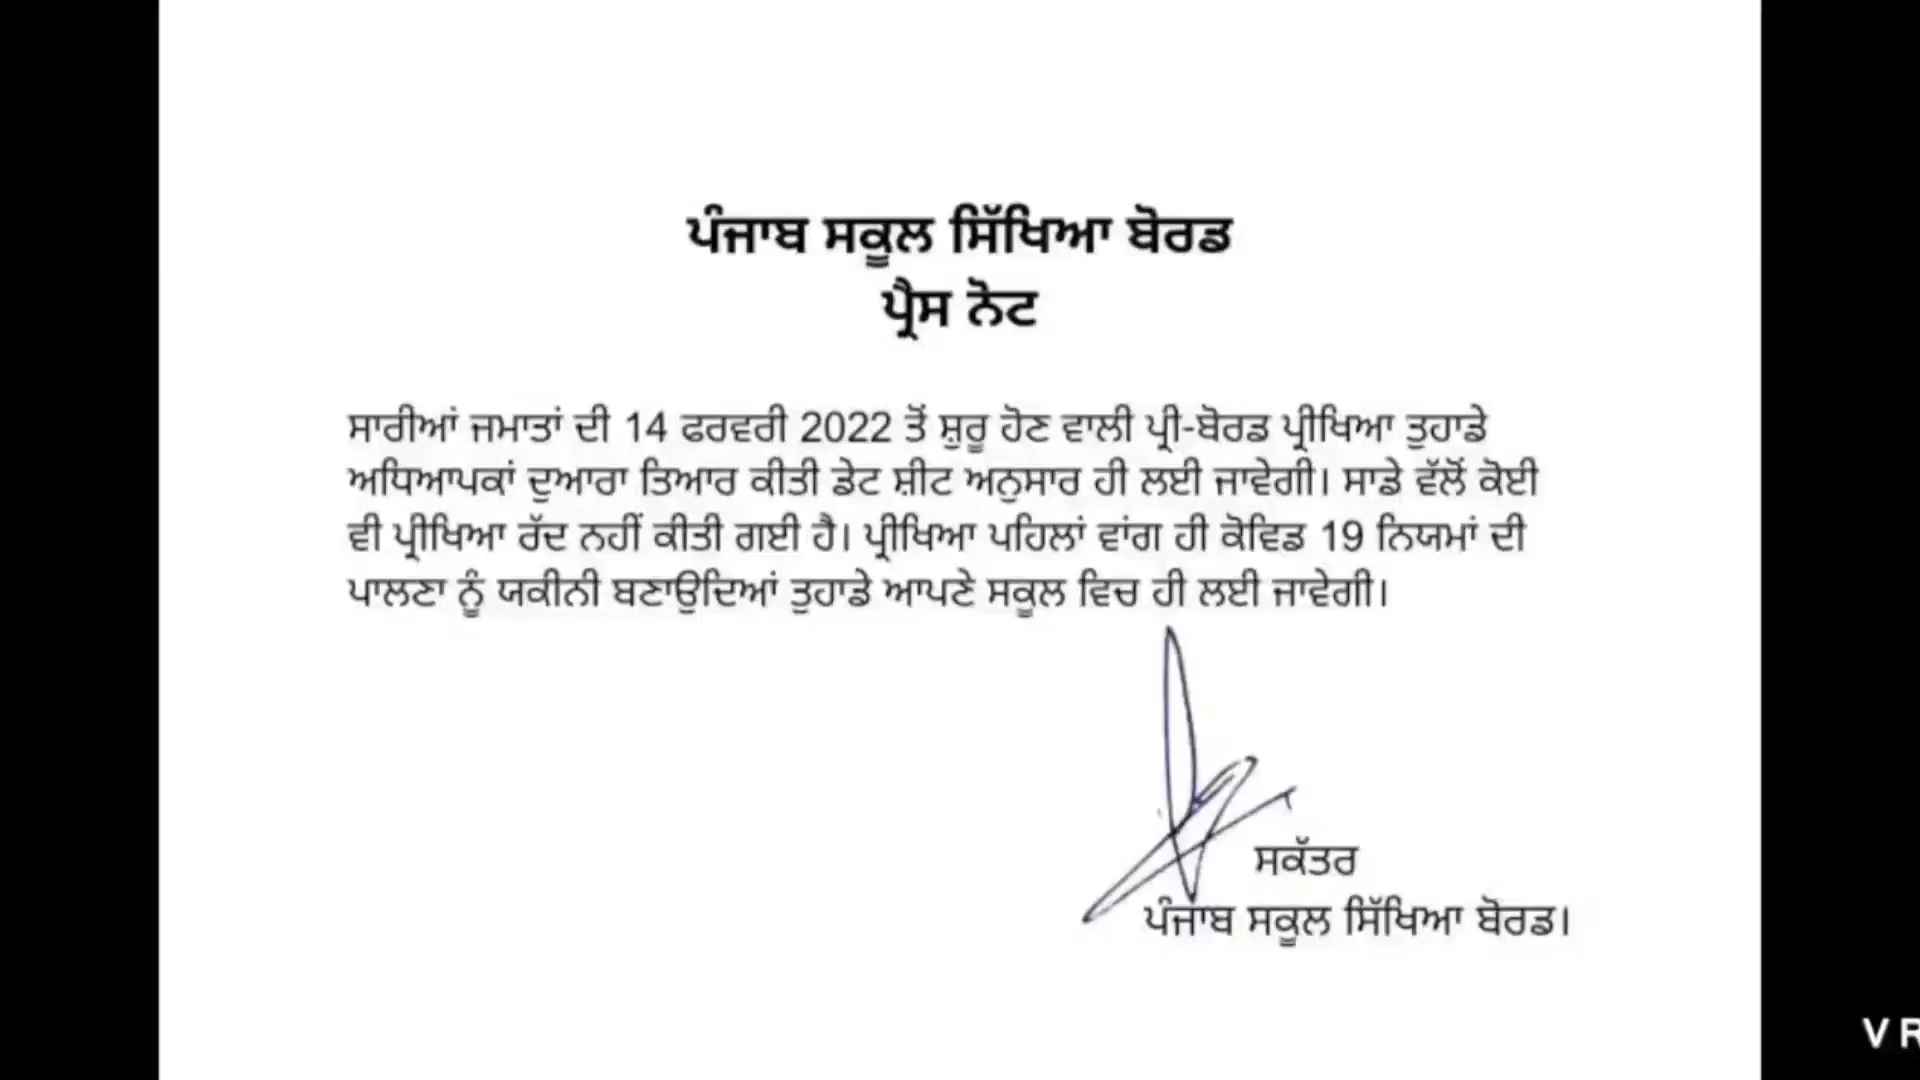 ਪੰਜਾਬ ਸਕੂਲ ਸਿੱਖਿਆ ਬੋਰਡ
ਪ੍ਰੈਸ ਨੋਟ
ਸਾਰੀਆਂ ਜਮਾਤਾਂ ਦੀ 14 ਫਰਵਰੀ 2022 ਤੋਂ ਸ਼ੁਰੂ ਹੋਣ ਵਾਲੀ ਪ੍ਰੀ-ਬੋਰਡ ਪ੍ਰੀਖਿਆ ਤੁਹਾਡੇ
ਅਧਿਆਪਕਾਂ ਦੁਆਰਾ ਤਿਆਰ ਕੀਤੀ ਡੇਟ ਸ਼ੀਟ ਅਨੁਸਾਰ ਹੀ ਲਈ ਜਾਵੇਗੀ। ਸਾਡੇ ਵੱਲੋਂ ਕੋਈ
ਵੀ ਪ੍ਰੀਖਿਆ ਰੱਦ ਨਹੀਂ ਕੀਤੀ ਗਈ ਹੈ। ਪ੍ਰੀਖਿਆ ਪਹਿਲਾਂ ਵਾਂਗ ਹੀ ਕੋਵਿਡ 19 ਨਿਯਮਾਂ ਦੀ
ਪਾਲਣਾ ਨੂੰ ਯਕੀਨੀ ਬਣਾਉਦਿਆਂ ਤੁਹਾਡੇ ਆਪਣੇ ਸਕੂਲ ਵਿਚ ਹੀ ਲਈ ਜਾਵੇਗੀ।
ਸਕੱਤਰ
ਪੰਜਾਬ ਸਕੂਲ ਸਿੱਖਿਆ ਬੋਰਡ।
V R